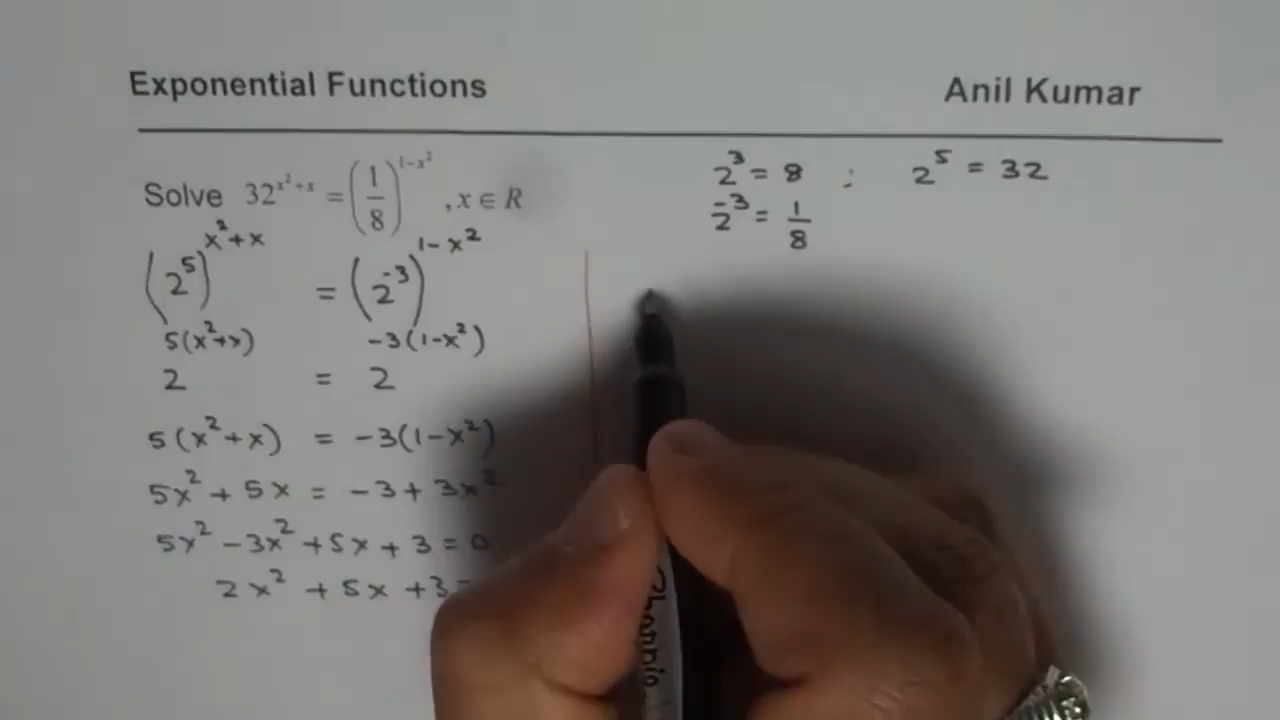 Exponential Functions Anil Kumar
Solve 32^{x²+x} = (1/8)^{1-x²}, x ∈ R
2³ = 8 ; 2⁵ = 32
2⁻³ = 1/8
(2⁵)^{x²+x} = (2⁻³)^{1-x²}
2^{5(x²+x)} = 2^{-3(1-x²)}
5(x²+x) = -3(1-x²)
5x² + 5x = -3 + 3x²
5x² - 3x² + 5x + 3 = 0
2x² + 5x + 3 =
Sharpie